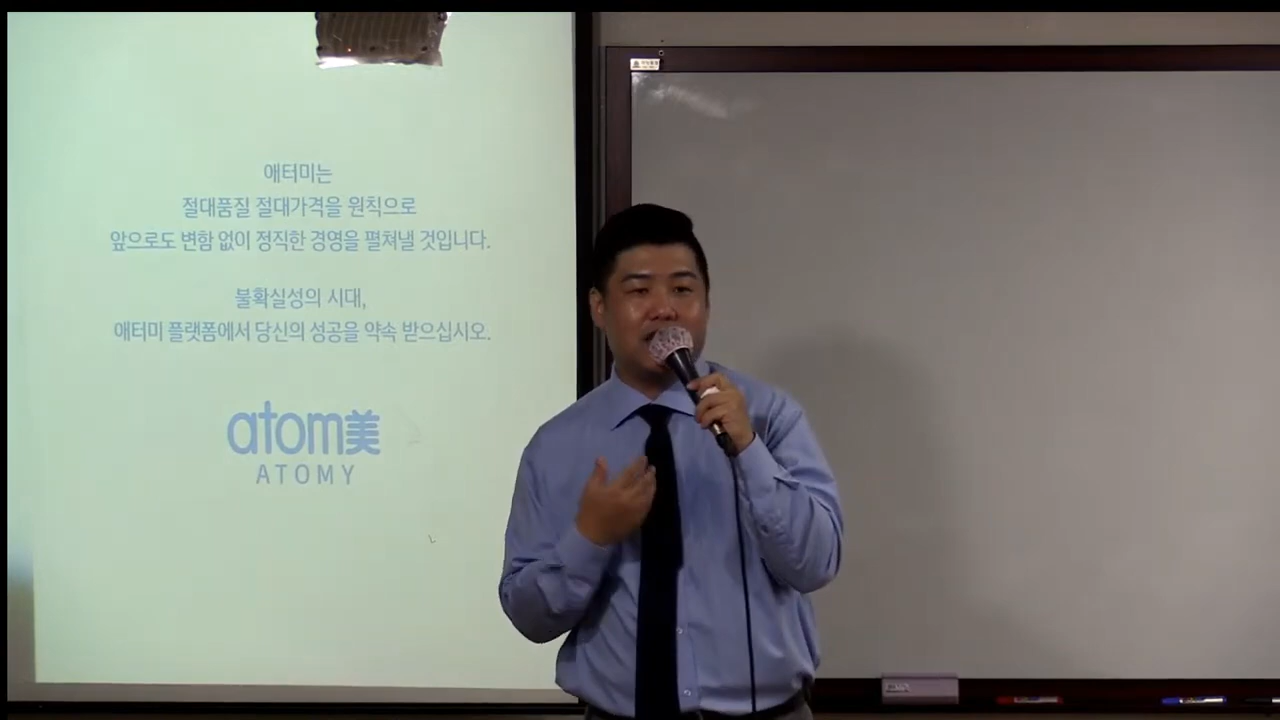 애터미는
절대품질 절대가격을 원칙으로
앞으로도 변함 없이 정직한 경영을 펼쳐낼 것입니다.
불확실성의 시대,
애터미 플랫폼에서 당신의 성공을 약속 받으십시오.
atom美
ATOMY